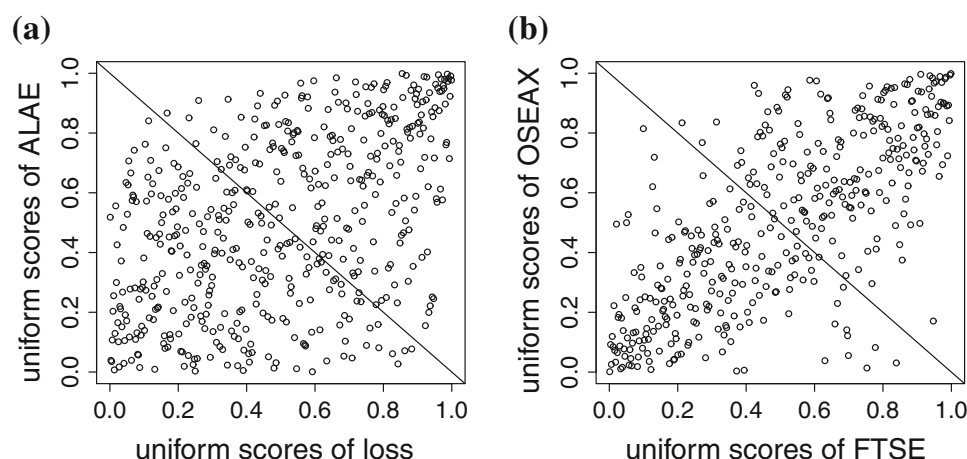 (a)
(b)
uniform scores of ALAE
0.0 0.2 0.4 0.6 0.8 1.0
0.0 0.2 0.4 0.6 0.8 1.0
uniform scores of loss
uniform scores of OSEAX
0.0 0.2 0.4 0.6 0.8 1.0
0.0 0.2 0.4 0.6 0.8 1.0
uniform scores of FTSE